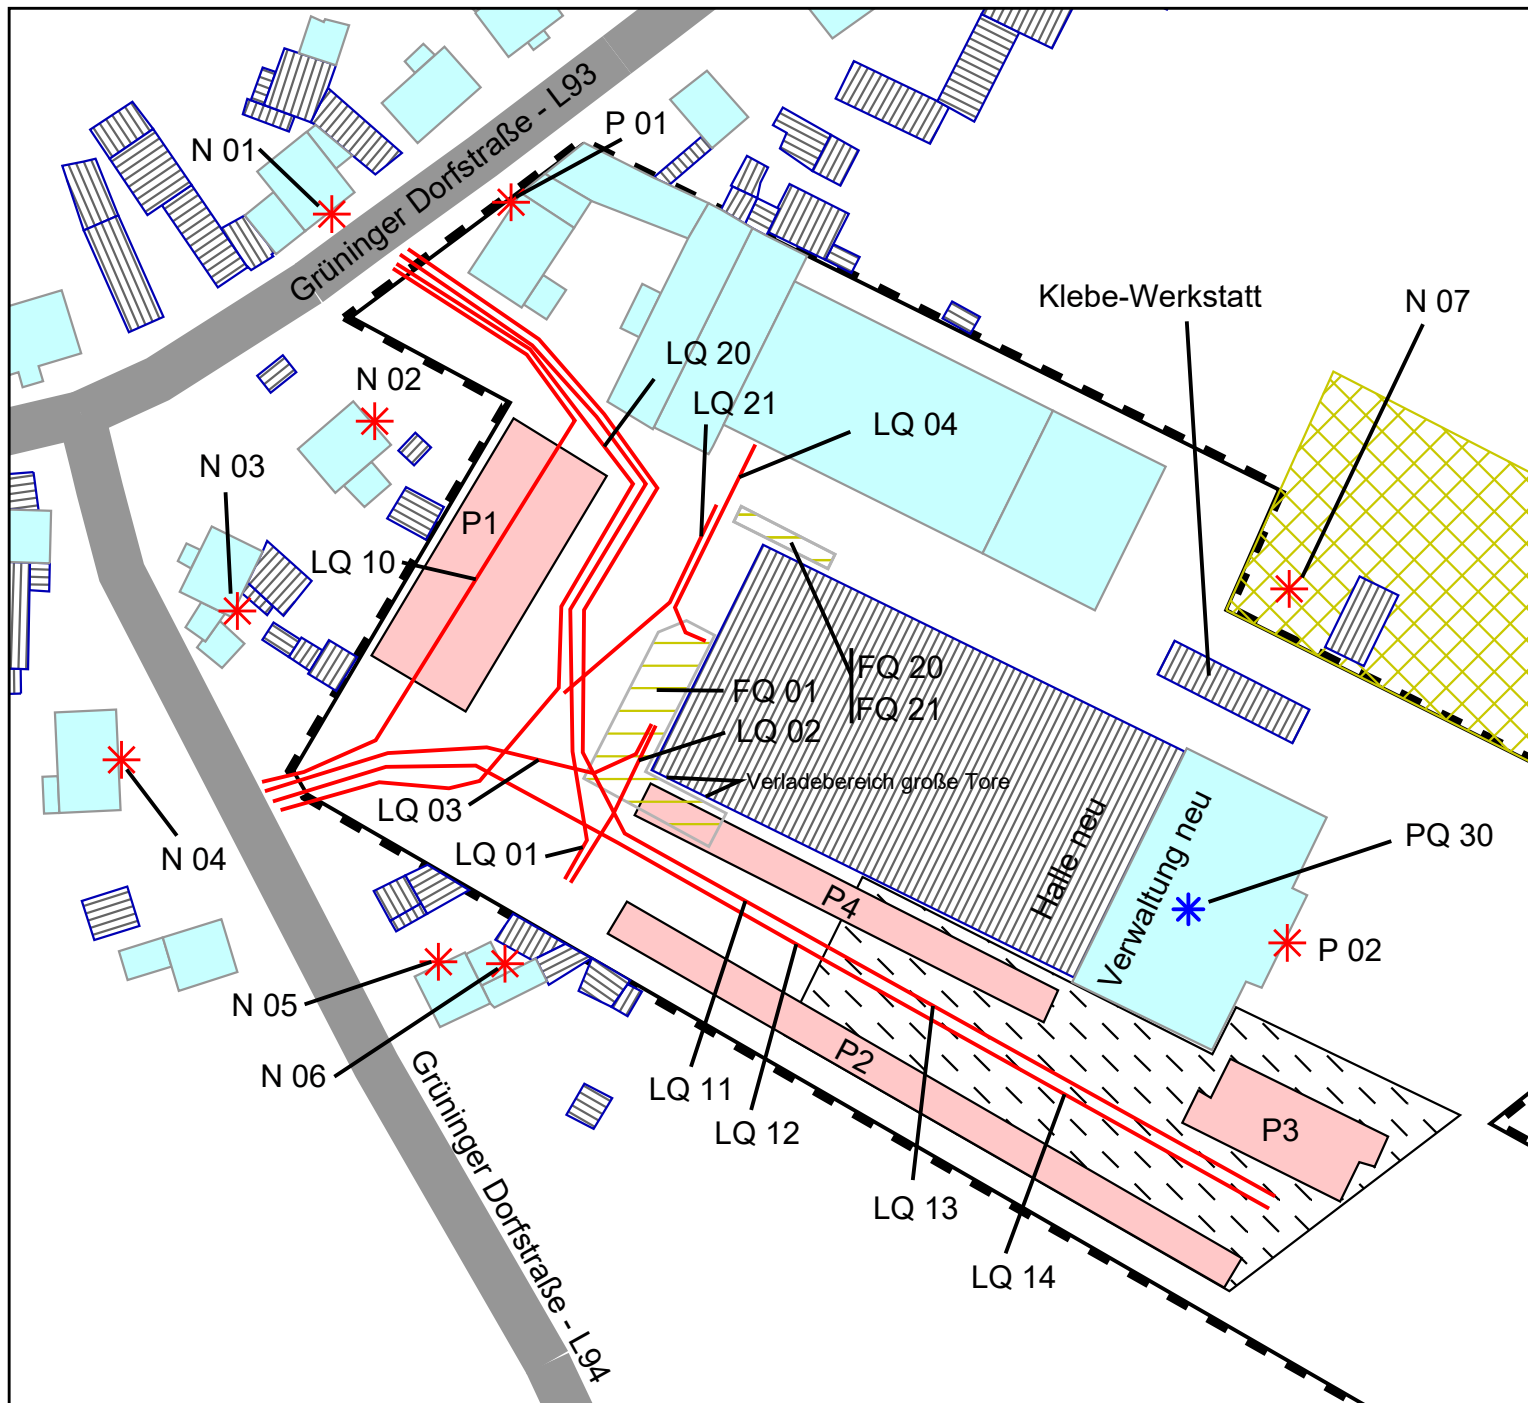 P 01
N 01
Grüninger Dorfstraße - L93
Klebe-Werkstatt
N 07
LQ 20
N 02
LQ 21
LQ 04
N 03
P1
LQ 10
FQ 20
FQ 21
FQ 01
LQ 02
Verladebereich große Tore
LQ 03
N 04
LQ 01
Halle neu
Verwaltung neu
PQ 30
P4
P 02
N 05
N 06
P2
LQ 11
LQ 12
P3
LQ 13
LQ 14
Grüninger Dorfstraße - L94